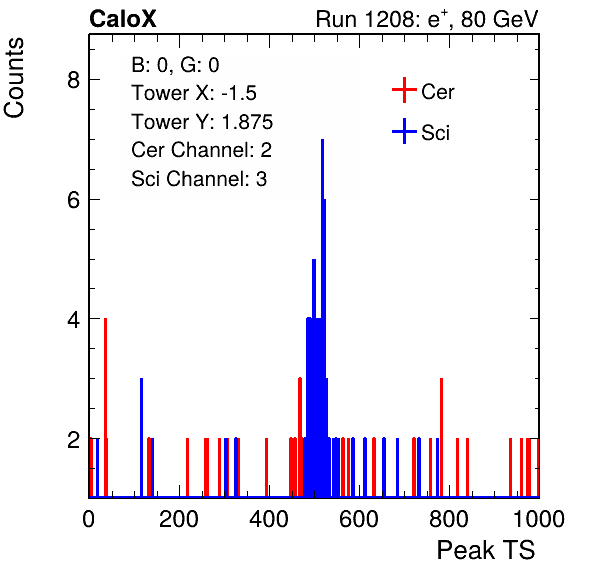 CaloX Run 1208: e⁺, 80 GeV
Counts
B: 0, G: 0
Tower X: -1.5
Tower Y: 1.875
Cer Channel: 2
Sci Channel: 3
Cer
Sci
8
6
4
2
0 200 400 600 800 1000
Peak TS